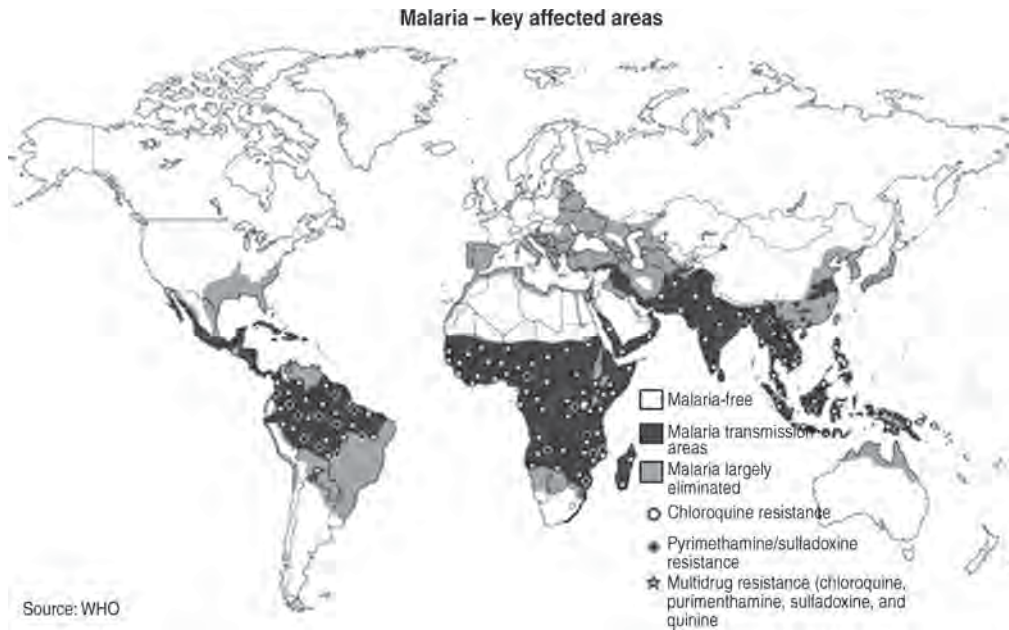 Malaria – key affected areas
Malaria-free
Malaria transmission
areas
Malaria largely
eliminated
Chloroquine resistance
Pyrimethamine/sulfadoxine
resistance
Multidrug resistance (chloroquine,
purimenthamine, sulfadoxine, and
quinine
Source: WHO